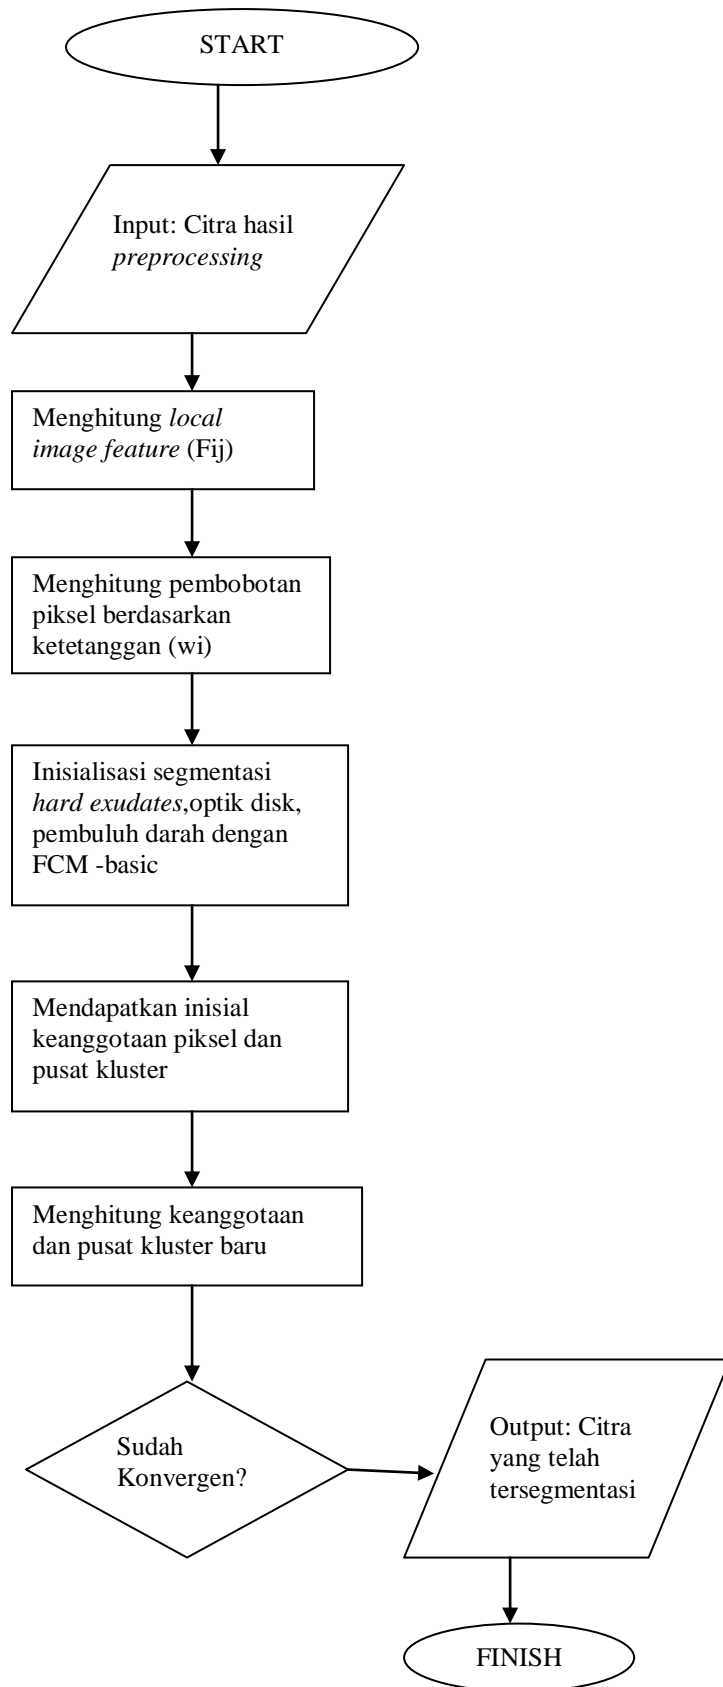 START
Input: Citra hasil
preprocessing
Menghitung local
image feature (Fij)
Menghitung pembobotan
piksel berdasarkan
ketetanggan (wi)
Inisialisasi segmentasi
hard exudates,optik disk,
pembuluh darah dengan
FCM -basic
Mendapatkan inisial
keanggotaan piksel dan
pusat kluster
Menghitung keanggotaan
dan pusat kluster baru
Sudah
Konvergen?
Output: Citra
yang telah
tersegmentasi
FINISH